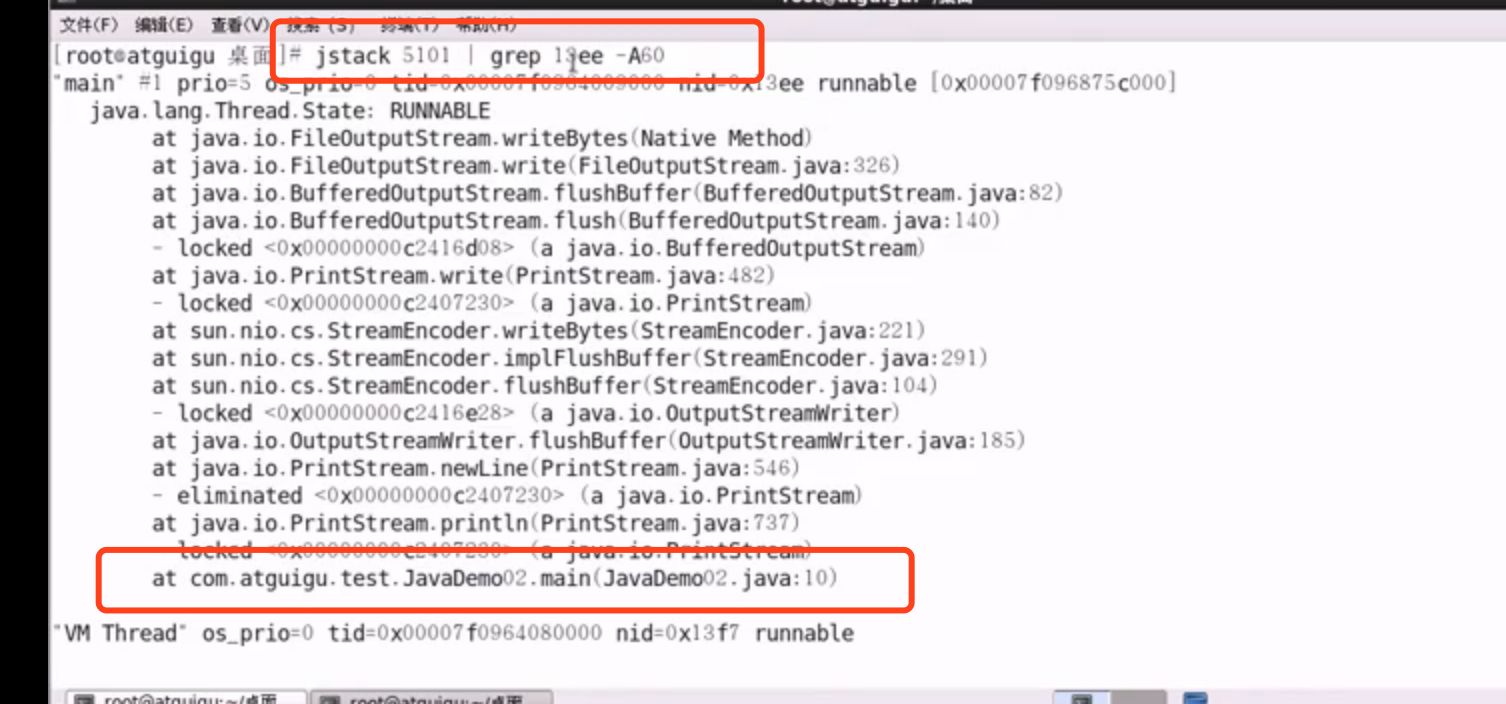 文件(F) 编辑(E) 查看(V) 搜索 (S) 终端(T) 帮助(H)
[root@atguigu 桌面]# jstack 5101 | grep 13ee -A60
"main" #1 prio=5 os_prio=0 tid=0x00007f0964009000 nid=0x13ee runnable [0x00007f096875c000]
java.lang.Thread.State: RUNNABLE
at java.io.FileOutputStream.writeBytes(Native Method)
at java.io.FileOutputStream.write(FileOutputStream.java:326)
at java.io.BufferedOutputStream.flushBuffer(BufferedOutputStream.java:82)
at java.io.BufferedOutputStream.flush(BufferedOutputStream.java:140)
- locked <0x00000000c2416d08> (a java.io.BufferedOutputStream)
at java.io.PrintStream.write(PrintStream.java:482)
- locked <0x00000000c2407230> (a java.io.PrintStream)
at sun.nio.cs.StreamEncoder.writeBytes(StreamEncoder.java:221)
at sun.nio.cs.StreamEncoder.implFlushBuffer(StreamEncoder.java:291)
at sun.nio.cs.StreamEncoder.flushBuffer(StreamEncoder.java:104)
- locked <0x00000000c2416e28> (a java.io.OutputStreamWriter)
at java.io.OutputStreamWriter.flushBuffer(OutputStreamWriter.java:185)
at java.io.PrintStream.newLine(PrintStream.java:546)
- eliminated <0x00000000c2407230> (a java.io.PrintStream)
at java.io.PrintStream.println(PrintStream.java:737)
locked <0x00000000c2407230> (a java.io.PrintStream)
at com.atguigu.test.JavaDemo02.main(JavaDemo02.java:10)
"VM Thread" os_prio=0 tid=0x00007f0964080000 nid=0x13f7 runnable
root@atguigu:~/桌面 root@atguigu:~/桌面